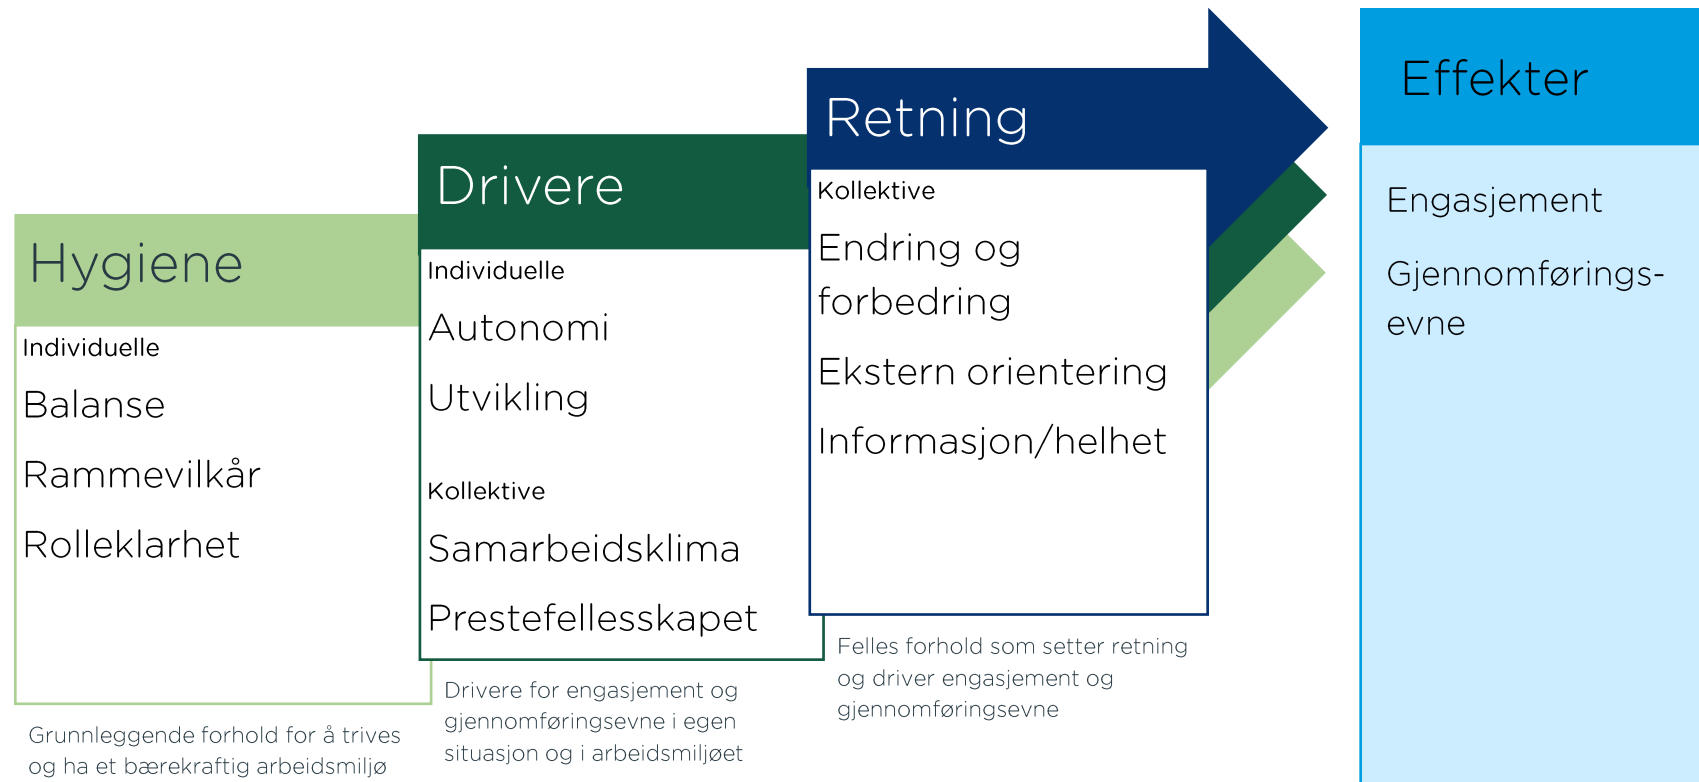 Hygiene
Individuelle
Balanse
Rammevilkår
Rolleklarhet
Grunnleggende forhold for å trives
og ha et bærekraftig arbeidsmiljø
Drivere
Individuelle
Autonomi
Utvikling
Kollektive
Samarbeidsklima
Prestefellesskapet
Drivere for engasjement og
gjennomføringsevne i egen
situasjon og i arbeidsmiljøet
Retning
Kollektive
Endring og
forbedring
Ekstern orientering
Informasjon/helhet
Felles forhold som setter retning
og driver engasjement og
gjennomføringsevne
Effekter
Engasjement
Gjennomførings-
evne